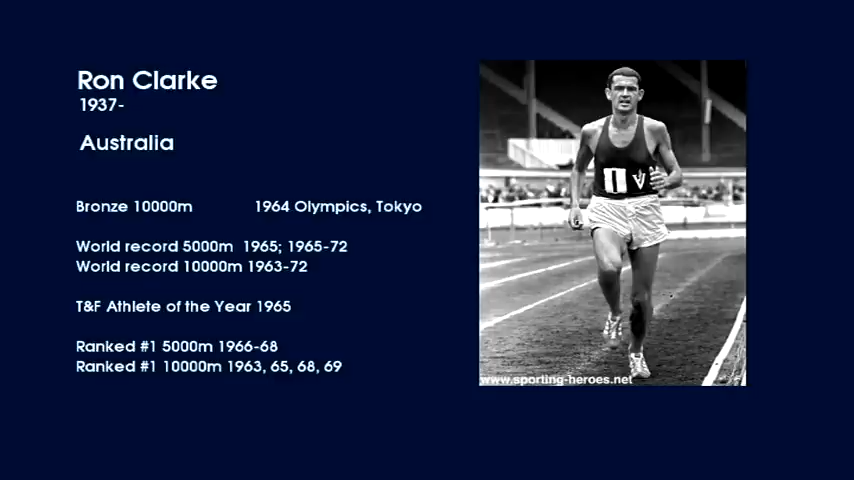 Ron Clarke
1937-
Australia
Bronze 10000m 1964 Olympics, Tokyo
World record 5000m 1965; 1965-72
World record 10000m 1963-72
T&F Athlete of the Year 1965
Ranked #1 5000m 1966-68
Ranked #1 10000m 1963, 65, 68, 69
V
www.sporting-heroes.net